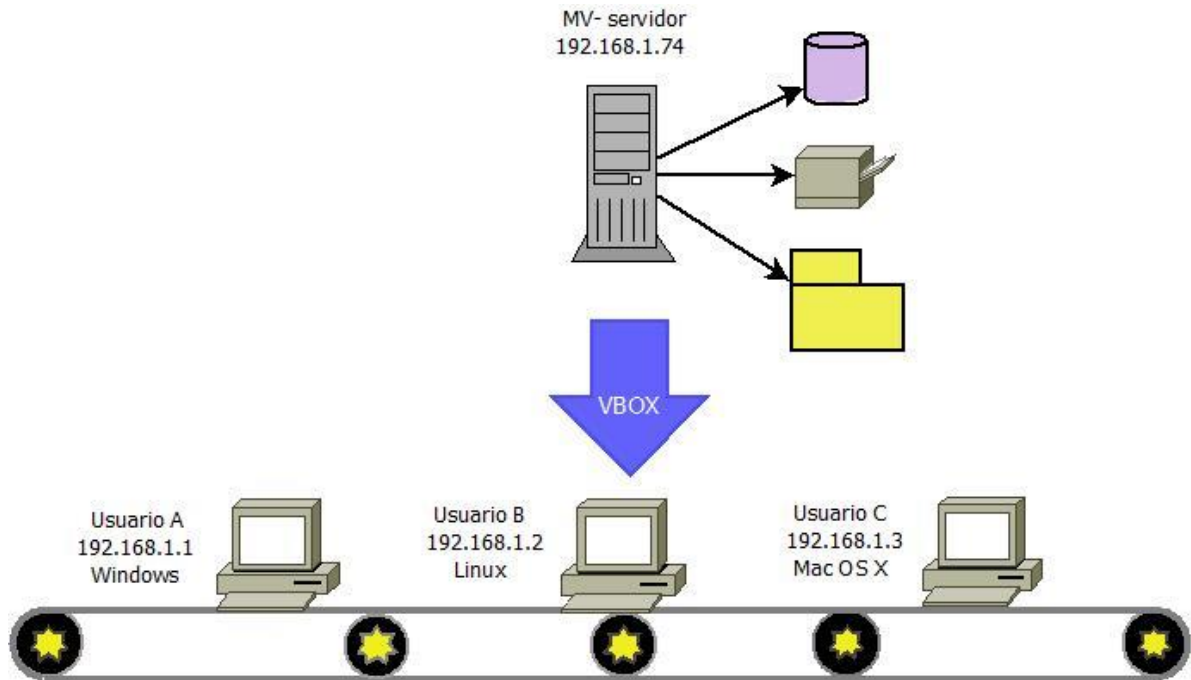 MV- servidor
192.168.1.74
VBOX
Usuario A
192.168.1.1
Windows
Usuario B
192.168.1.2
Linux
Usuario C
192.168.1.3
Mac OS X